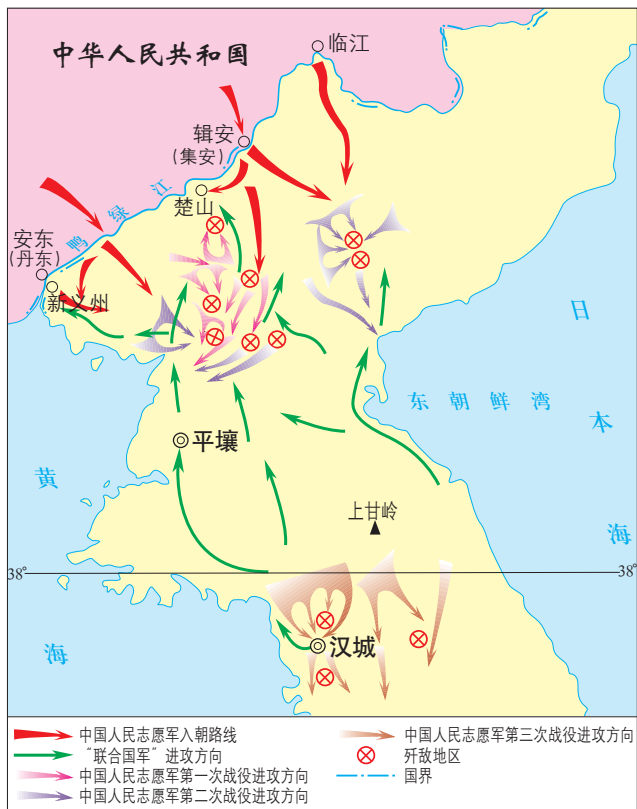 中华人民共和国
临江
辑安
(集安)
鸭绿江
楚山
安东
(丹东)
新义州
日本海
东朝鲜湾
平壤
黄海
上甘岭
38°
38°
汉城
中国人民志愿军入朝路线
“联合国军”进攻方向
中国人民志愿军第一次战役进攻方向
中国人民志愿军第二次战役进攻方向
中国人民志愿军第三次战役进攻方向
歼敌地区
国界